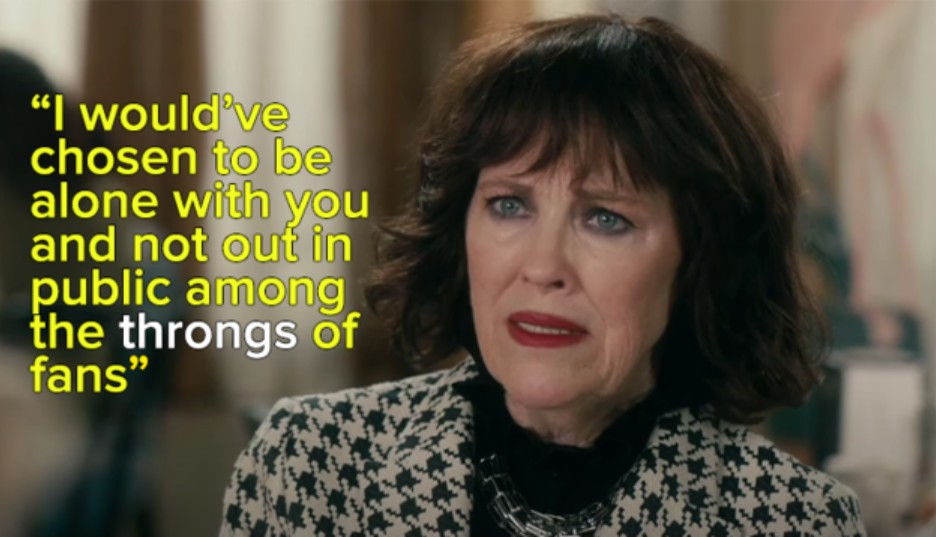 “I would’ve
chosen to be
alone with you
and not out in
public among
the throngs of
fans”